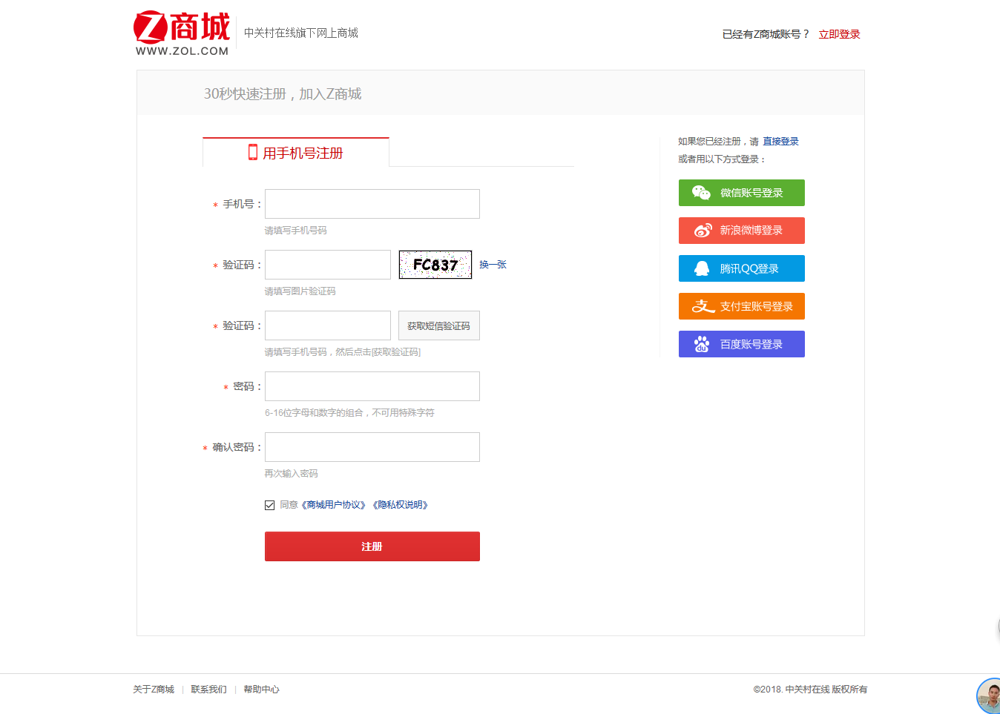 Z商城
WWW.ZOL.COM
中关村在线旗下网上商城
已经有Z商城账号？ 立即登录
30秒快速注册，加入Z商城
用手机号注册
* 手机号：
请填写手机号码
* 验证码： FC837 换一张
请填写图片验证码
* 验证码： 获取短信验证码
请填写手机号码，然后点击[获取验证码]
* 密码：
6-16位字母和数字的组合，不可用特殊字符
* 确认密码：
再次输入密码
同意《商城用户协议》《隐私权说明》
注册
如果您已经注册，请 直接登录
或者用以下方式登录：
微信账号登录
新浪微博登录
腾讯QQ登录
支 支付宝账号登录
du 百度账号登录
关于Z商城 | 联系我们 | 帮助中心
©2018. 中关村在线 版权所有